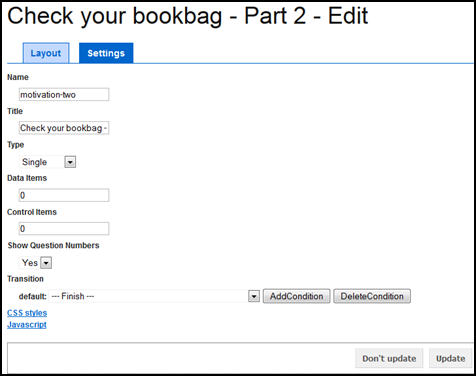 Check your bookbag - Part 2 - Edit
Layout Settings
Name
motivation-two
Title
Check your bookbag -
Type
Single
Data Items
0
Control Items
0
Show Question Numbers
Yes
Transition
default: --- Finish --- AddCondition DeleteCondition
CSS styles
Javascript
Don't update Update